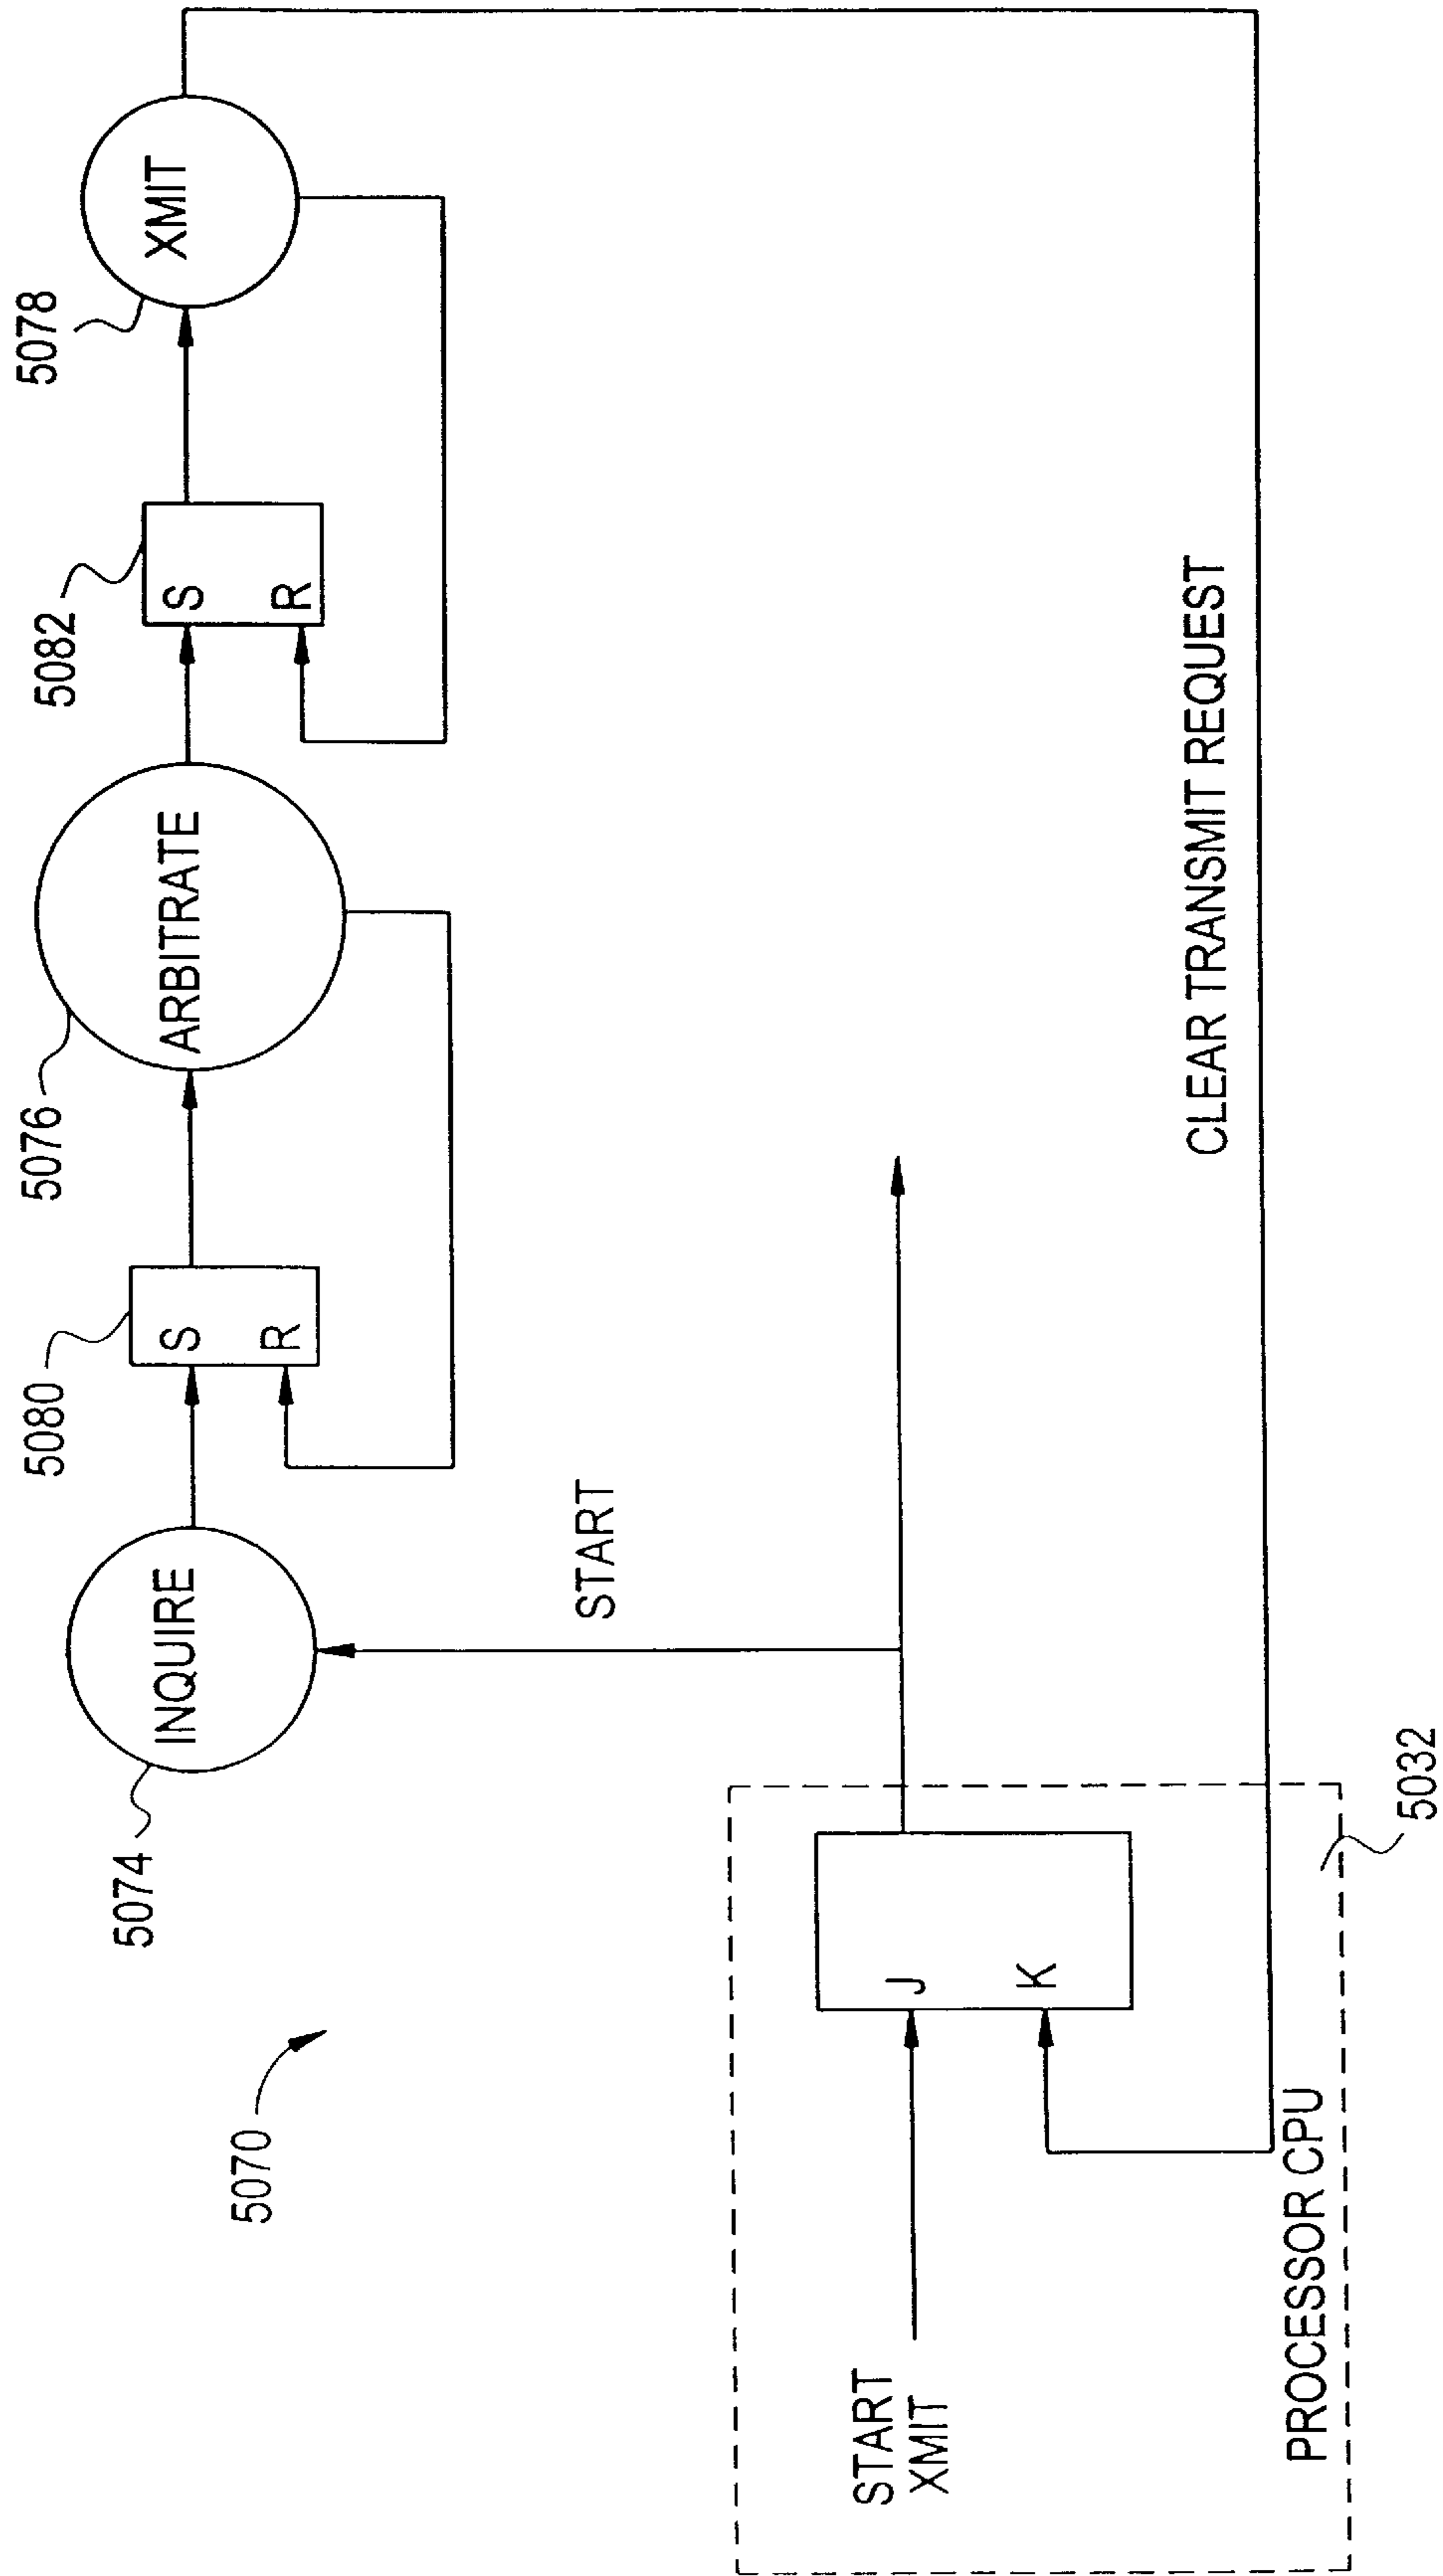 5074
INQUIRE
5080
S
R
5076
ARBITRATE
5082
S
R
5078
XMIT
5070
START
START
XMIT
J
K
CLEAR TRANSMIT REQUEST
PROCESSOR CPU
5032